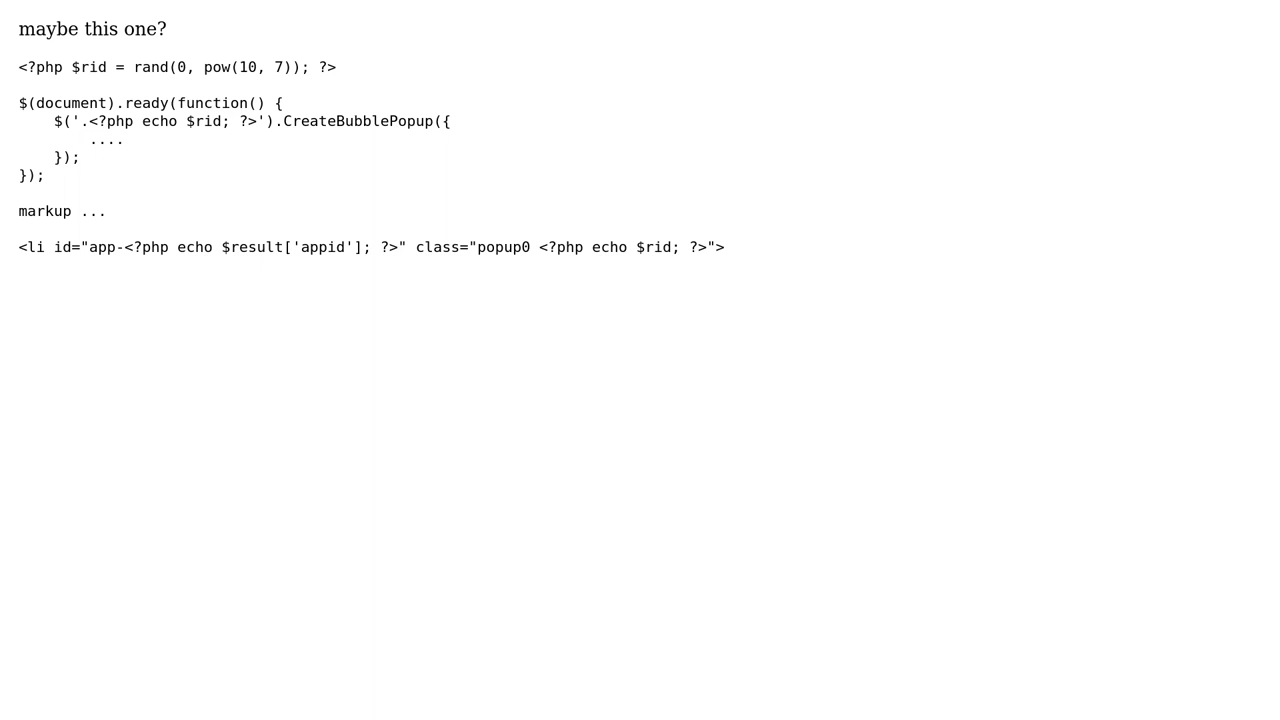 maybe this one?
<?php $rid = rand(0, pow(10, 7)); ?>
$(document).ready(function() {
    $('.<?php echo $rid; ?>').CreateBubblePopup({
        ....
    });
});
markup ...
<li id="app-<?php echo $result['appid']; ?>" class="popup0 <?php echo $rid; ?>">